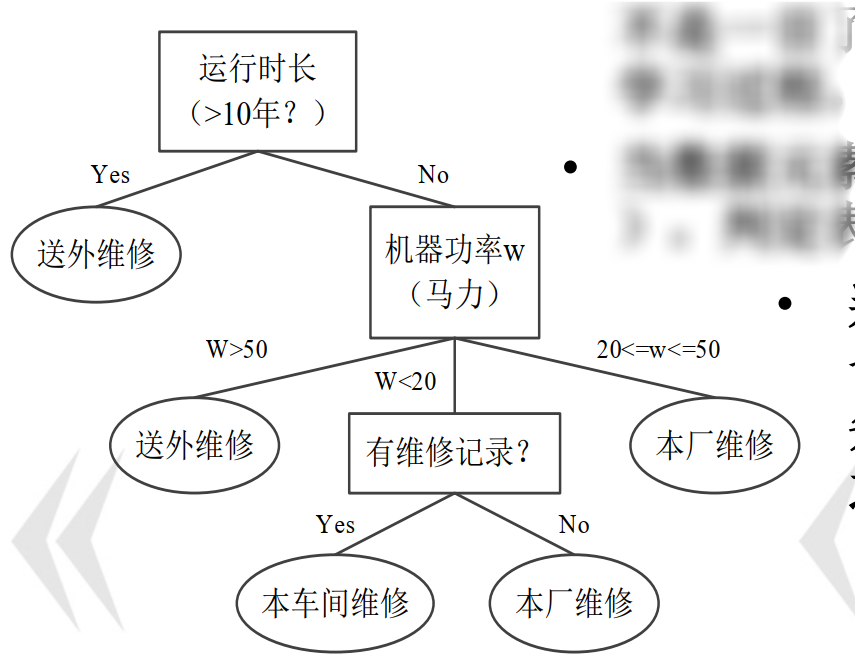 运行时长
（>10年？）
Yes
No
送外维修
机器功率w
（马力）
W>50
W<20
20<=w<=50
送外维修
有维修记录？
本厂维修
Yes
No
本车间维修
本厂维修